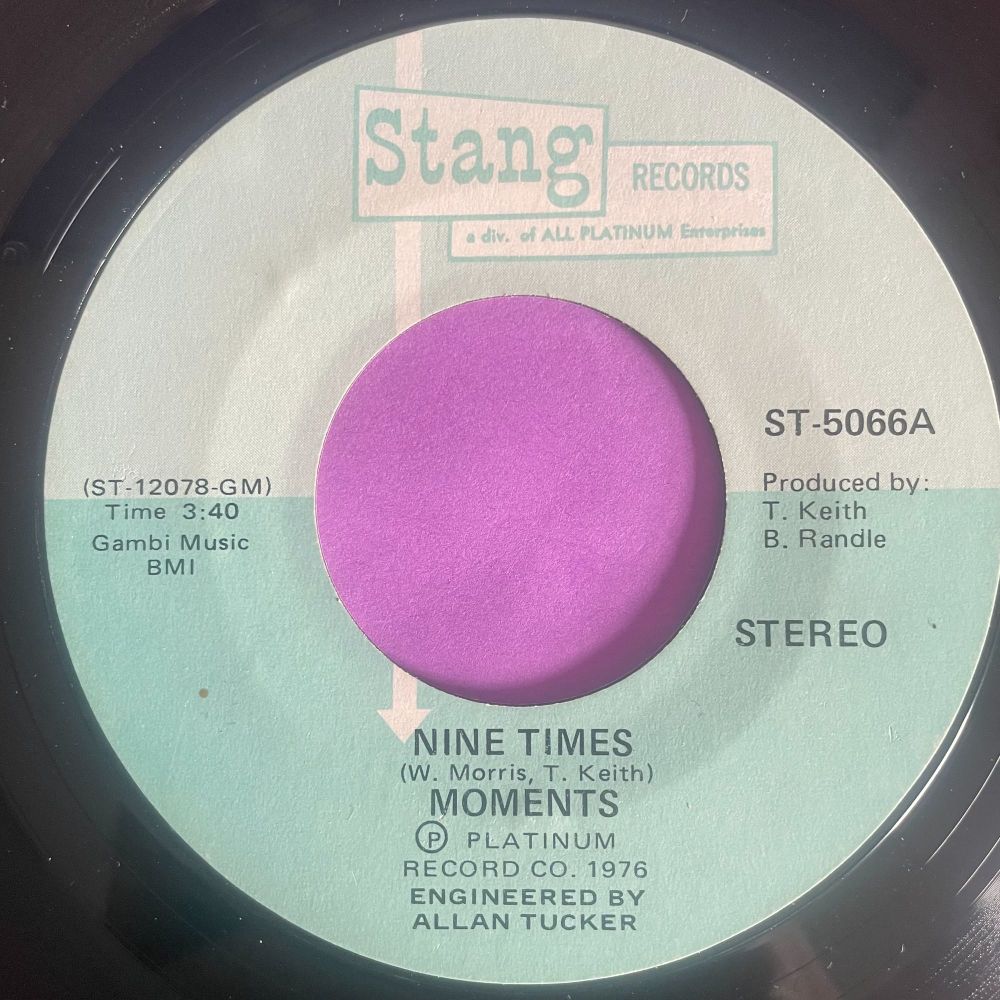 Stang
RECORDS
a div. of ALL PLATINUM Enterprises
ST-5066A
(ST-12078-GM)
Time 3:40
Gambi Music
BMI
Produced by:
T. Keith
B. Randle
STEREO
NINE TIMES
(W. Morris, T. Keith)
MOMENTS
Ⓟ PLATINUM
RECORD CO. 1976
ENGINEERED BY
ALLAN TUCKER